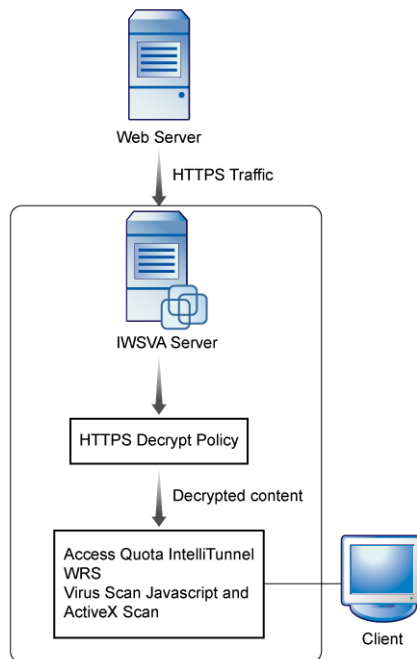 Web Server
HTTPS Traffic
IWSVA Server
HTTPS Decrypt Policy
Decrypted content
Access Quota IntelliTunnel
WRS
Virus Scan Javascript and
ActiveX Scan
Client